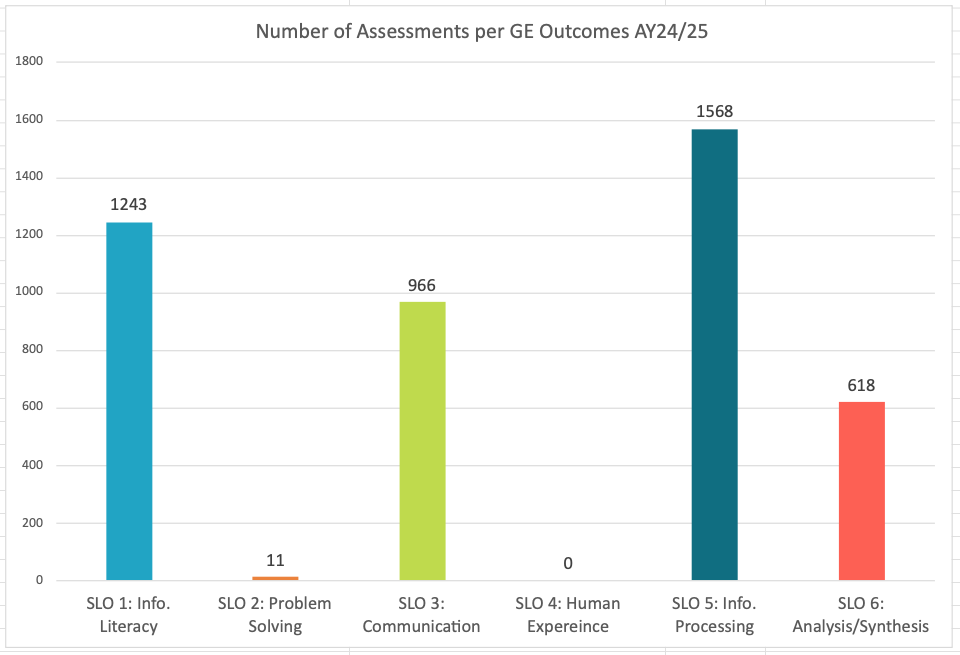 Number of Assessments per GE Outcomes AY24/25
1800
1600
1400
1200
1000
800
600
400
200
0
1243
11
966
0
1568
618
SLO 1: Info.
Literacy
SLO 2: Problem
Solving
SLO 3:
Communication
SLO 4: Human
Expereince
SLO 5: Info.
Processing
SLO 6:
Analysis/Synthesis